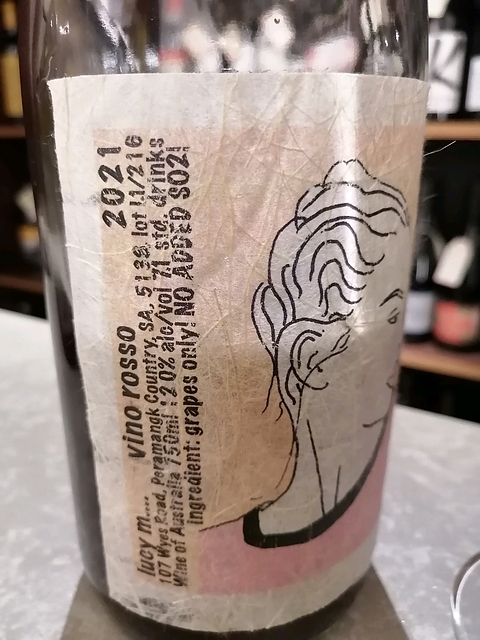 lucy m.... vino rosso 2021
107 Wyes Road, Peramangk Country, SA, 5138 lot L1/216
Wine of Australia 750ml 12.0% alc/vol 7.1 std. drinks
ingredient: grapes only! NO ADDED SO2!